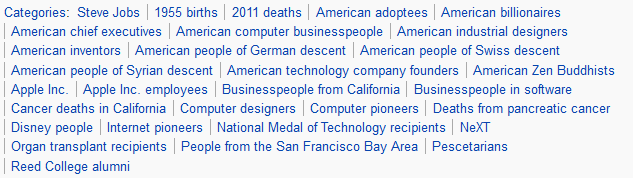 Categories: Steve Jobs | 1955 births | 2011 deaths | American adoptees | American billionaires
| American chief executives | American computer businesspeople | American industrial designers
| American inventors | American people of German descent | American people of Swiss descent
| American people of Syrian descent | American technology company founders | American Zen Buddhists
| Apple Inc. | Apple Inc. employees | Businesspeople from California | Businesspeople in software
| Cancer deaths in California | Computer designers | Computer pioneers | Deaths from pancreatic cancer
| Disney people | Internet pioneers | National Medal of Technology recipients | NeXT
| Organ transplant recipients | People from the San Francisco Bay Area | Pescetarians
| Reed College alumni